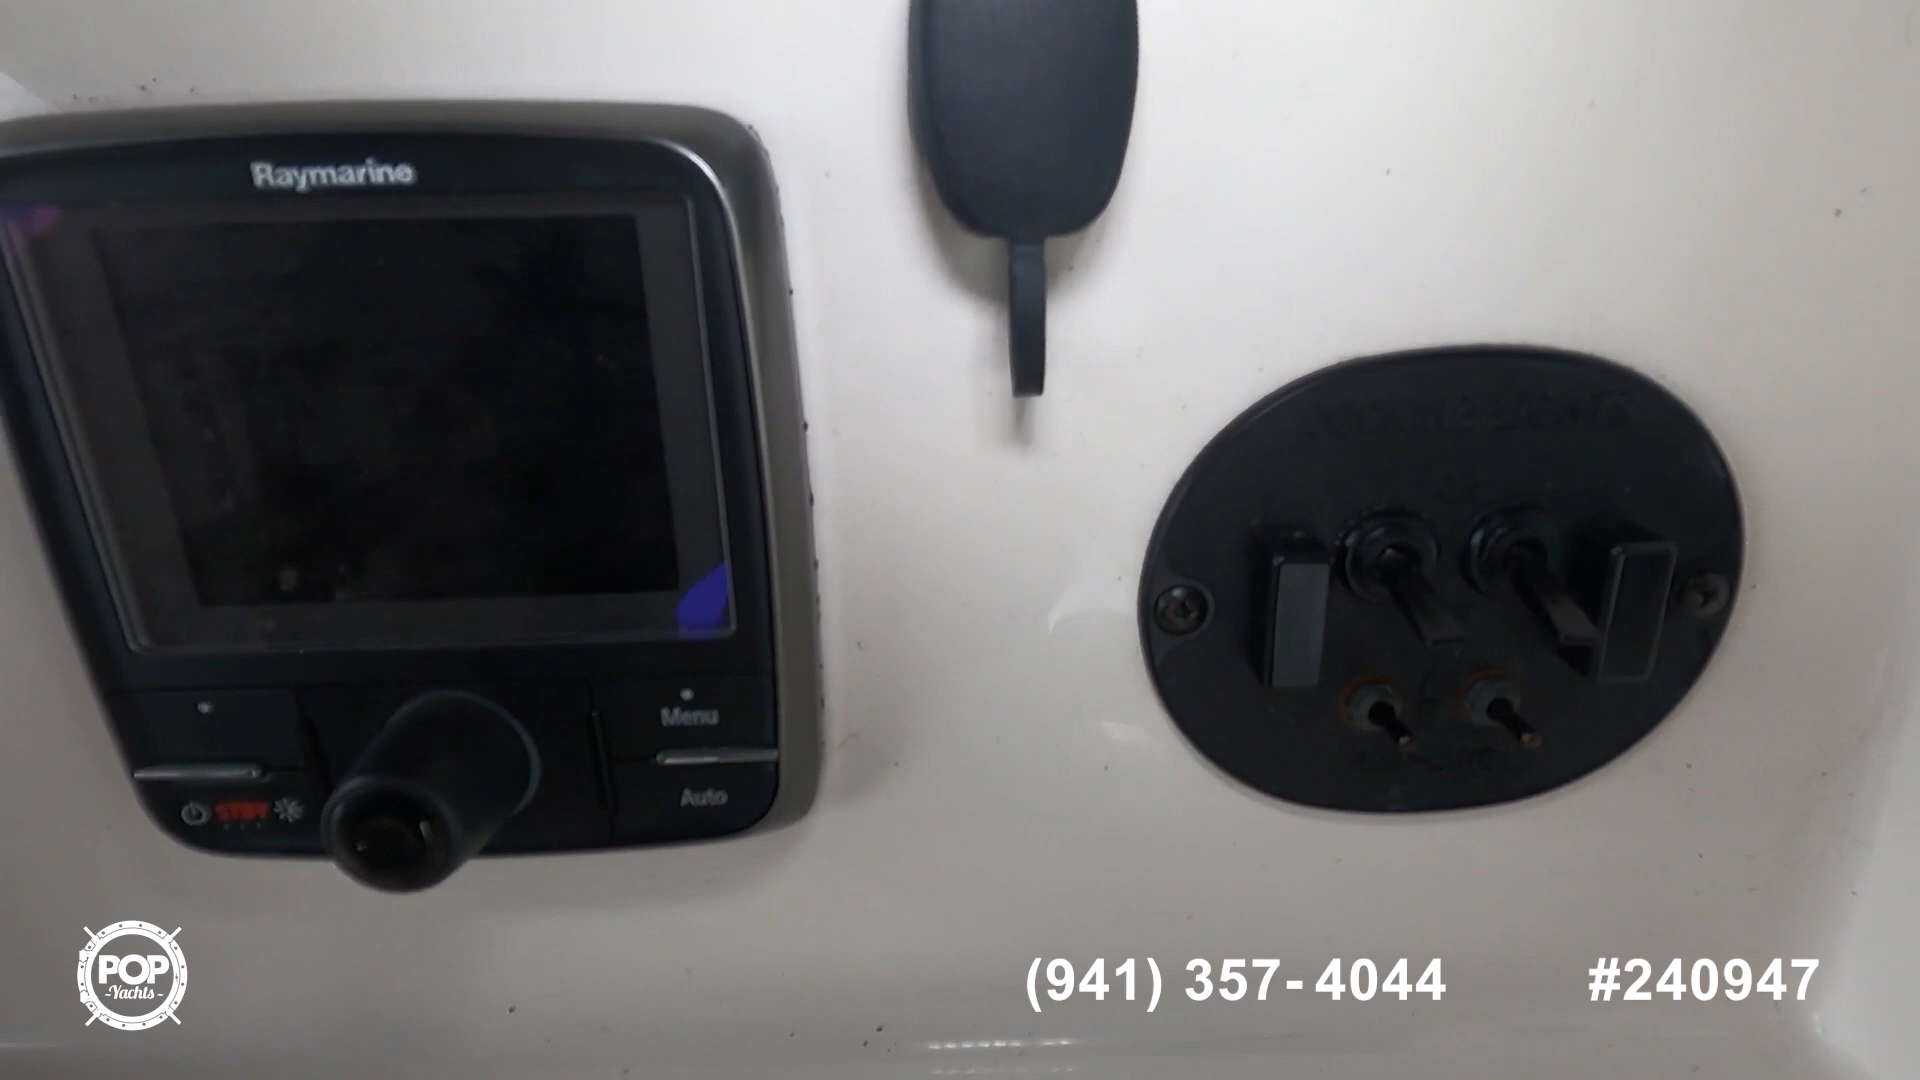 Raymarine
Menu
STBY
Auto
POP
-Yachts-
(941) 357-4044
#240947